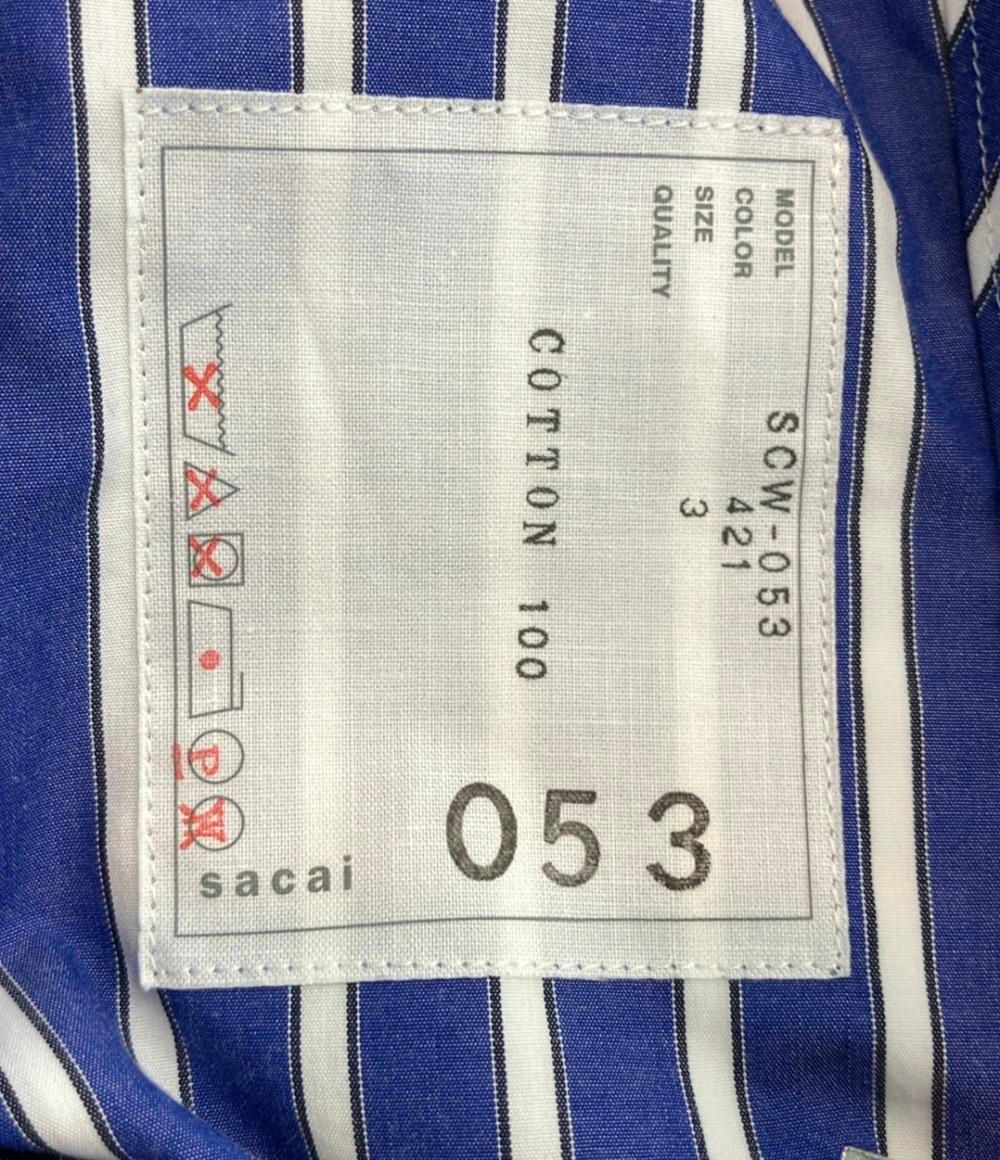 MODEL SCW-053
COLOR 421
SIZE 3
QUALITY
COTTON 100
P
W
053
sacai